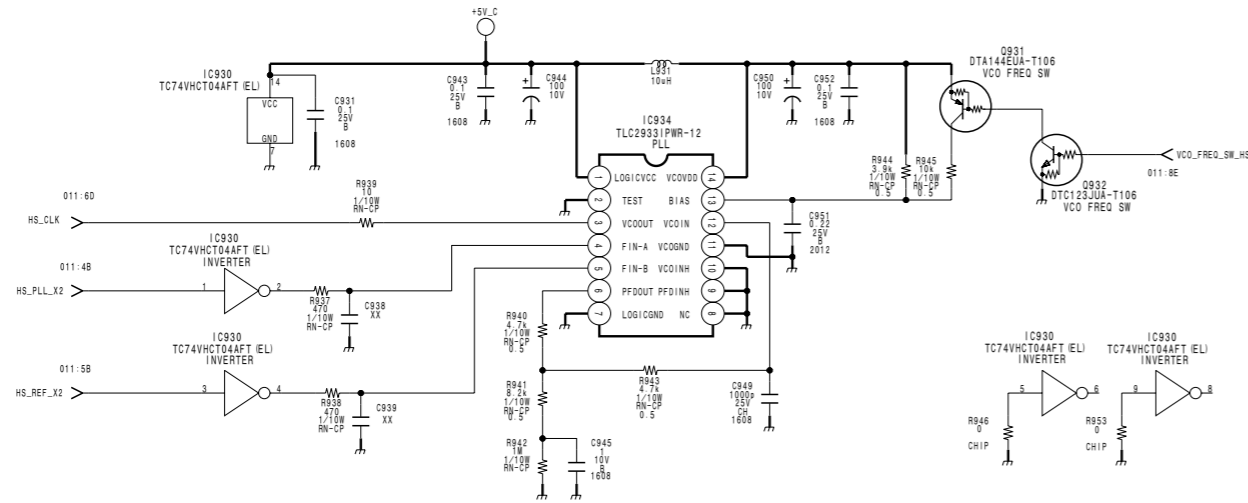 +5V_C
IC930
TC74VHCT04AFT(EL)
14
VCC
GND
7
C931
0.1
25V
B
1608
C943
0.1
25V
B
1608
C944
100
10V
L931
10uH
C950
100
10V
C952
0.1
25V
B
1608
Q931
DTA144EUA-T106
VCO FREQ SW
Q932
DTC123JUA-T106
VCO FREQ SW
VCO_FREQ_SW_HS
011:8E
R944
3.9k
1/10W
RN-CP
0.5
R945
10k
1/10W
RN-CP
0.5
IC934
TLC2933IPWR-12
PLL
1 LOGICVCC VCOVDD 14
2 TEST BIAS 13
3 VCOOUT VCOIN 12
4 FIN-A VCOGND 11
5 FIN-B VCOINH 10
6 PFDOUT PFDINH 9
7 LOGICGND NC 8
C951
0.22
25V
B
2012
011:6D
HS_CLK
R939
10
1/10W
RN-CP
IC930
TC74VHCT04AFT(EL)
INVERTER
011:4B
HS_PLL_X2
1
2
R937
470
1/10W
RN-CP
C938
XX
IC930
TC74VHCT04AFT(EL)
INVERTER
011:5B
HS_REF_X2
3
4
R938
470
1/10W
RN-CP
C939
XX
R940
4.7k
1/10W
RN-CP
0.5
R941
8.2k
1/10W
RN-CP
0.5
R942
1M
1/10W
RN-CP
C945
1
10V
B
1608
R943
4.7k
1/10W
RN-CP
0.5
C949
1000p
25V
CH
1608
IC930
TC74VHCT04AFT(EL)
INVERTER
5
6
R946
0
CHIP
IC930
TC74VHCT04AFT(EL)
INVERTER
9
8
R953
0
CHIP